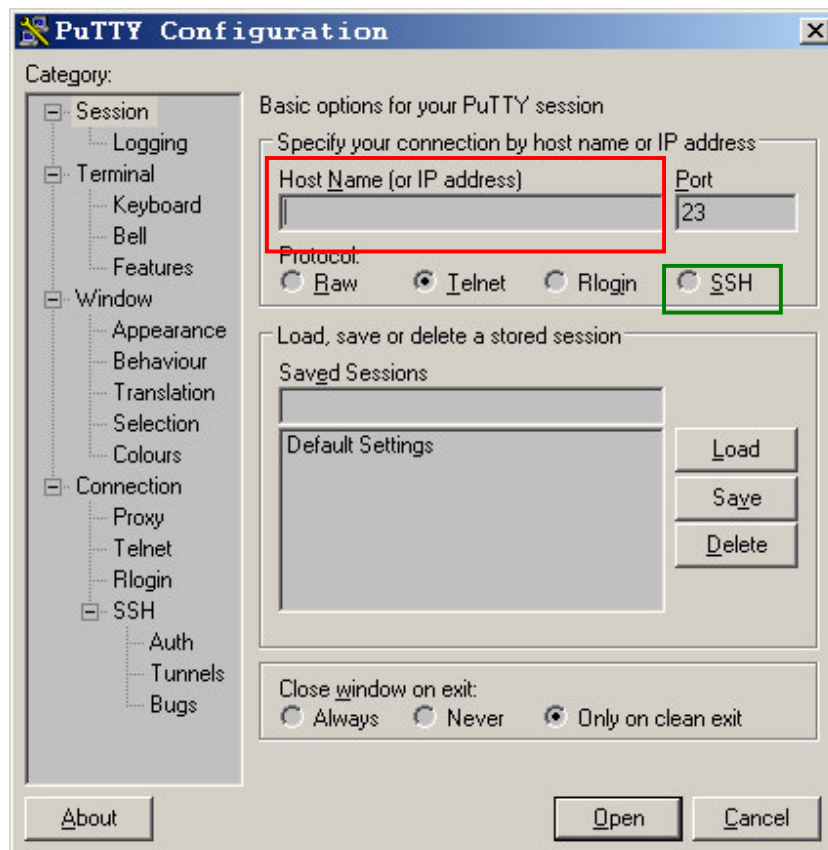 PuTTY Configuration
Category:
Session
Logging
Terminal
Keyboard
Bell
Features
Window
Appearance
Behaviour
Translation
Selection
Colours
Connection
Proxy
Telnet
Rlogin
SSH
Auth
Tunnels
Bugs
Basic options for your PuTTY session
Specify your connection by host name or IP address
Host Name (or IP address) Port
23
Protocol:
Raw Telnet Rlogin SSH
Load, save or delete a stored session
Saved Sessions
Default Settings
Load
Save
Delete
Close window on exit:
Always Never Only on clean exit
About Open Cancel